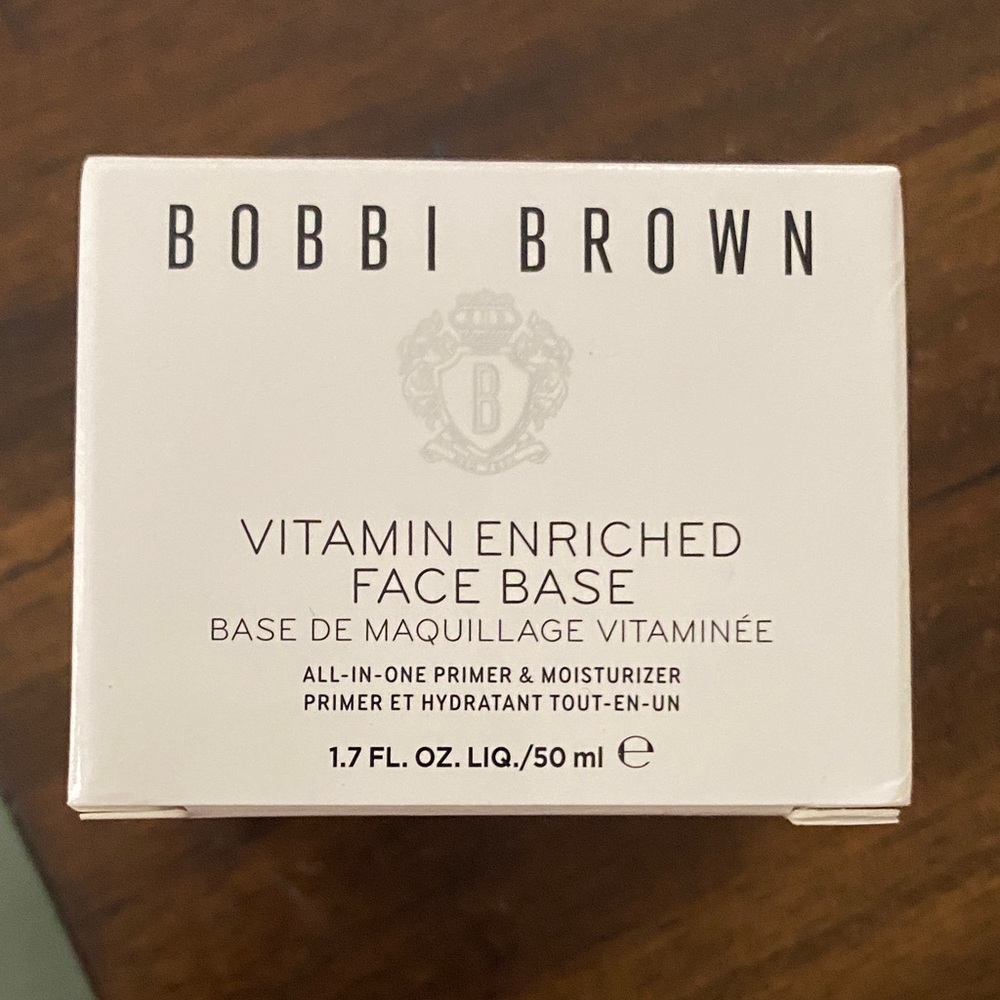 BOBBI BROWN
B
VITAMIN ENRICHED
FACE BASE
BASE DE MAQUILLAGE VITAMINÉE
ALL-IN-ONE PRIMER & MOISTURIZER
PRIMER ET HYDRATANT TOUT-EN-UN
1.7 FL. OZ. LIQ./50 ml ℮